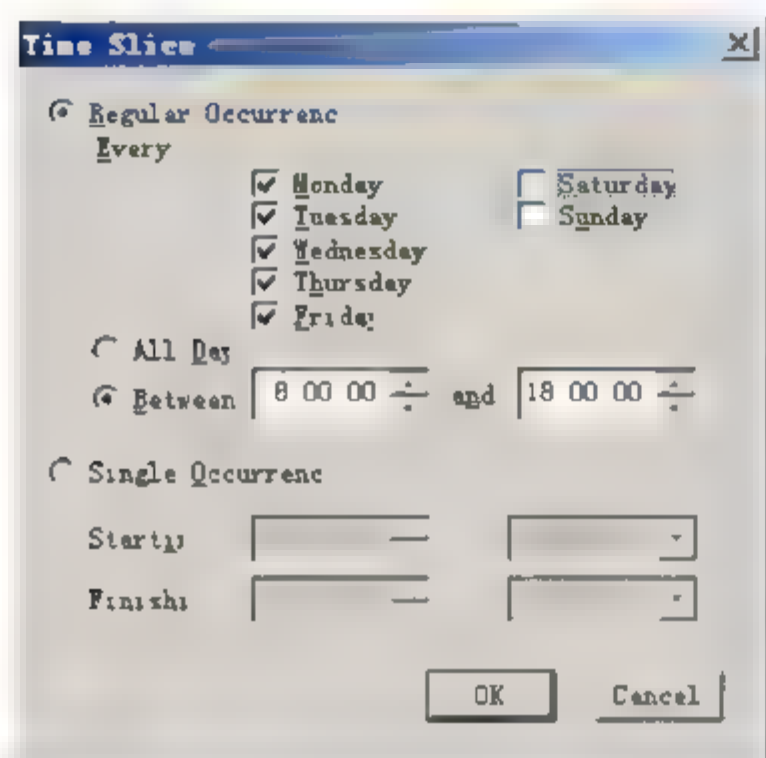 Time Slice
Regular Occurrenc
Every
Monday Saturday
Tuesday Sunday
Wednesday
Thursday
Friday
All Day
Between 8 00 00 and 18 00 00
Single Occurrenc
OK Cancel